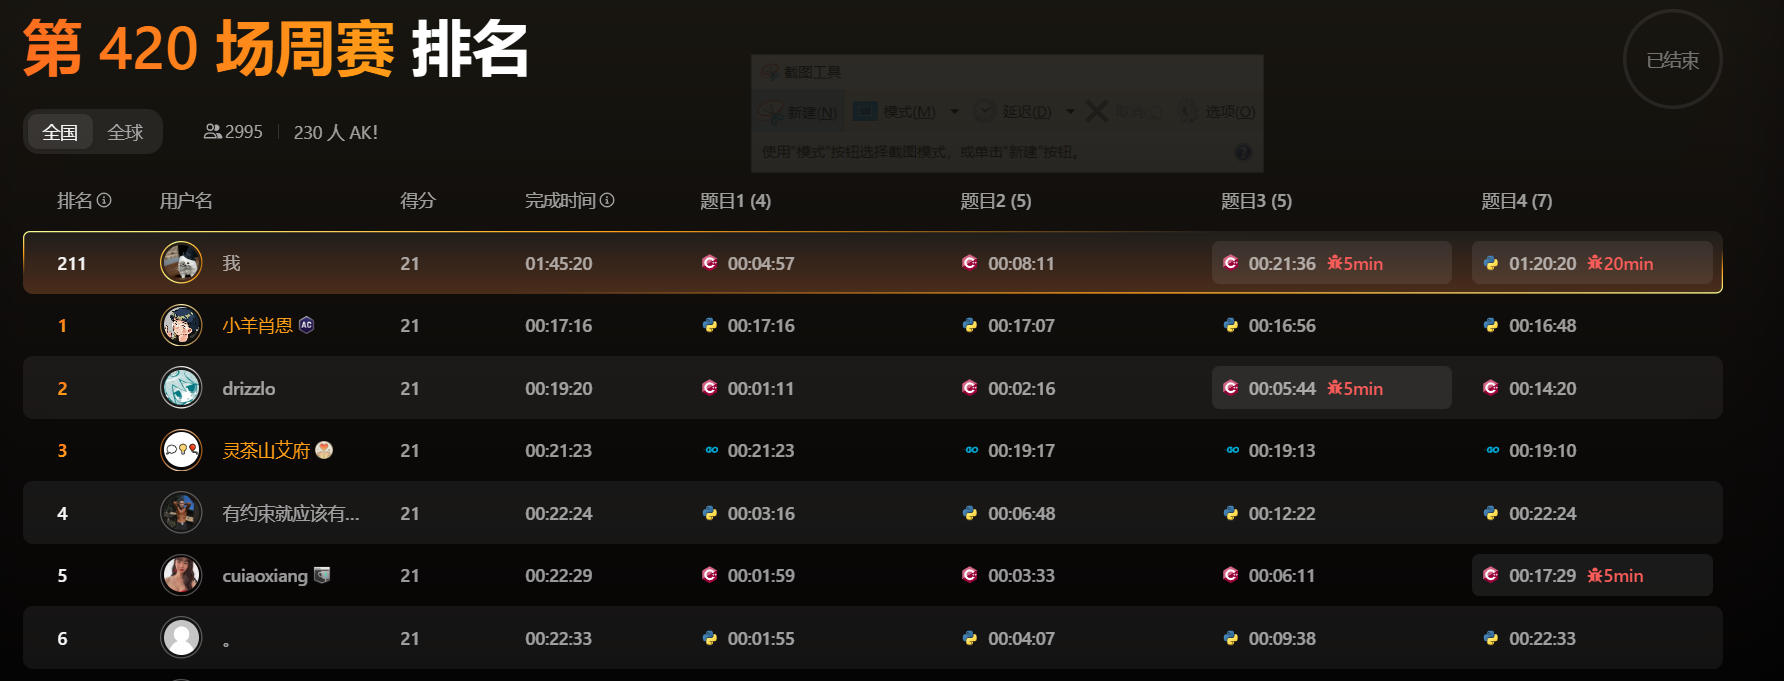 第 420 场周赛 排名
已结束
截图工具
新建(N) 模式(M) 延迟(D) 取消(C) 选项(O)
使用"模式"按钮选择截图模式，或单击"新建"按钮。
全国 全球 2995 230 人 AK!
排名 用户名 得分 完成时间 题目1 (4) 题目2 (5) 题目3 (5) 题目4 (7)
211 我 21 01:45:20 00:04:57 00:08:11 00:21:36 5min 01:20:20 20min
1 小羊肖恩 AC 21 00:17:16 00:17:16 00:17:07 00:16:56 00:16:48
2 drizzlo 21 00:19:20 00:01:11 00:02:16 00:05:44 5min 00:14:20
3 灵茶山艾府 21 00:21:23 GO 00:21:23 GO 00:19:17 GO 00:19:13 GO 00:19:10
4 有约束就应该有... 21 00:22:24 00:03:16 00:06:48 00:12:22 00:22:24
5 cuiaoxiang 21 00:22:29 00:01:59 00:03:33 00:06:11 00:17:29 5min
6 。 21 00:22:33 00:01:55 00:04:07 00:09:38 00:22:33